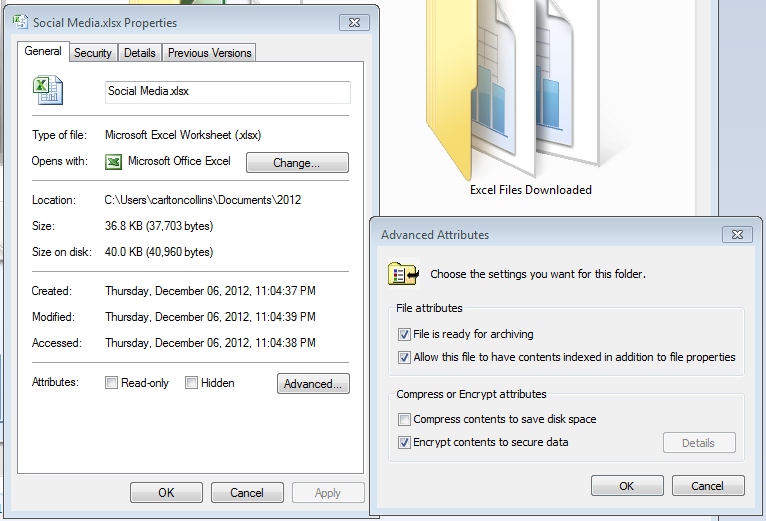 Social Media.xlsx Properties
General Security Details Previous Versions
Social Media.xlsx
Type of file: Microsoft Excel Worksheet (.xlsx)
Opens with: Microsoft Office Excel Change...
Location: C:\Users\carltoncollins\Documents\2012
Size: 36.8 KB (37,703 bytes)
Size on disk: 40.0 KB (40,960 bytes)
Created: Thursday, December 06, 2012, 11:04:37 PM
Modified: Thursday, December 06, 2012, 11:04:39 PM
Accessed: Thursday, December 06, 2012, 11:04:38 PM
Attributes: Read-only Hidden Advanced...
OK Cancel Apply
Excel Files Downloaded
Advanced Attributes
Choose the settings you want for this folder.
File attributes
File is ready for archiving
Allow this file to have contents indexed in addition to file properties
Compress or Encrypt attributes
Compress contents to save disk space
Encrypt contents to secure data Details
OK Cancel